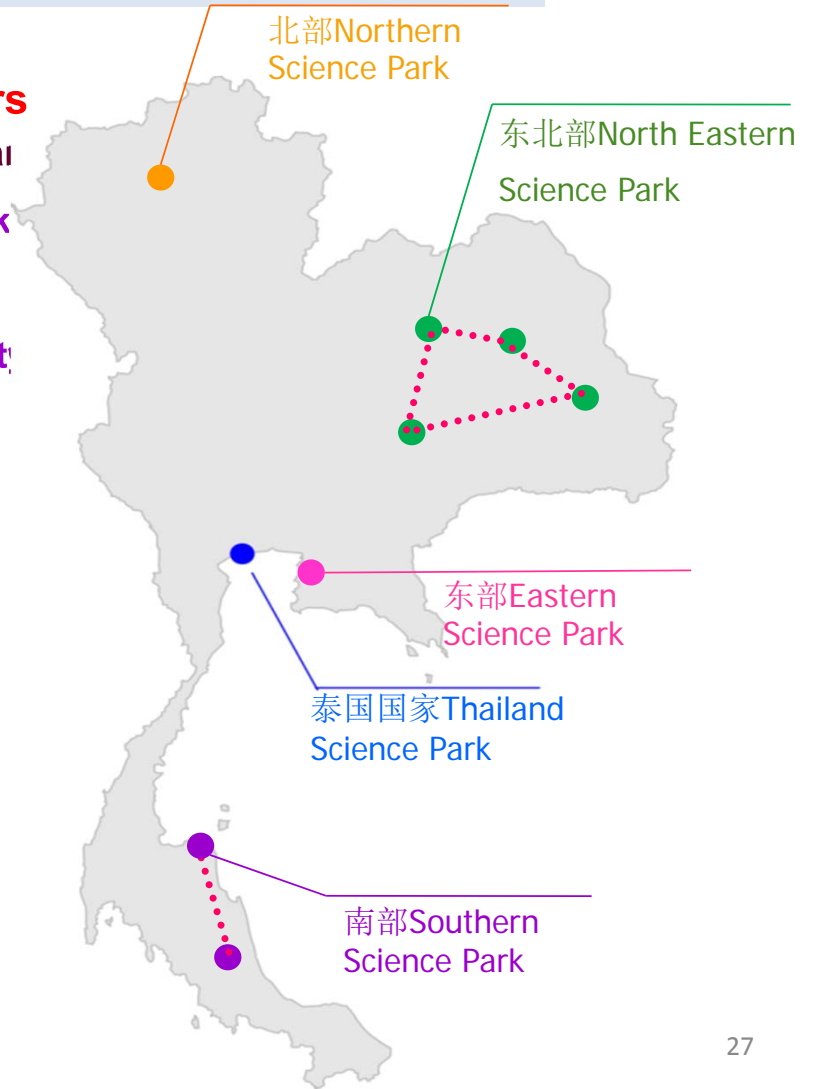 北部Northern
Science Park
东北部North Eastern
Science Park
东部Eastern
Science Park
泰国国家Thailand
Science Park
南部Southern
Science Park
27